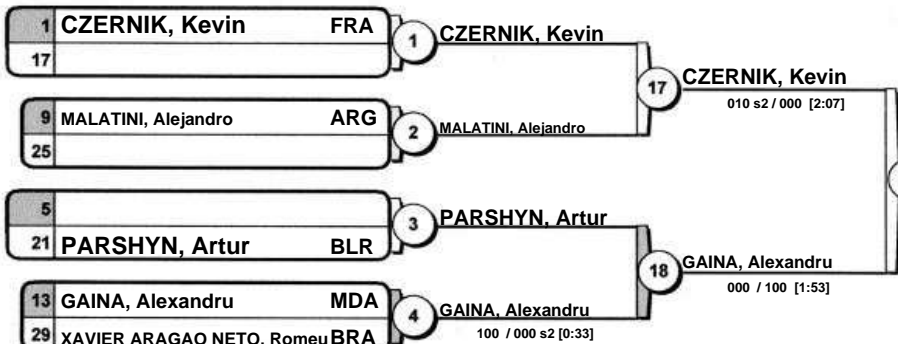 1 CZERNIK, Kevin FRA
17
1
CZERNIK, Kevin
9 MALATINI, Alejandro ARG
25
2
MALATINI, Alejandro
17
CZERNIK, Kevin
010 s2 / 000 [2:07]
5
21 PARSHYN, Artur BLR
3
PARSHYN, Artur
13 GAINA, Alexandru MDA
29 XAVIER ARAGAO NETO, Romeu BRA
4
GAINA, Alexandru
100 / 000 s2 [0:33]
18
GAINA, Alexandru
000 / 100 [1:53]